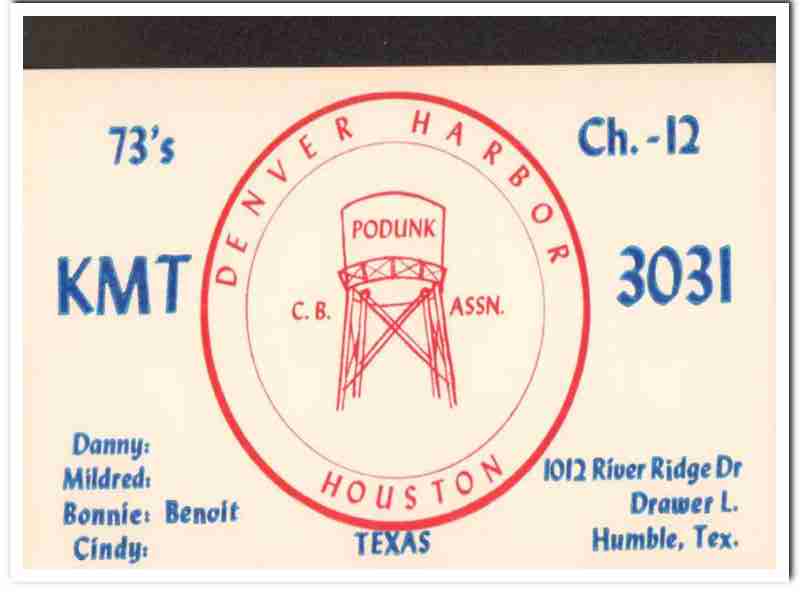 73's
Ch. - 12
DENVER HARBOR
PODUNK
KMT
3031
C. B. ASSN.
HOUSTON
TEXAS
Danny:
Mildred:
Bonnie: Benoit
Cindy:
1012 River Ridge Dr
Drawer L.
Humble, Tex.